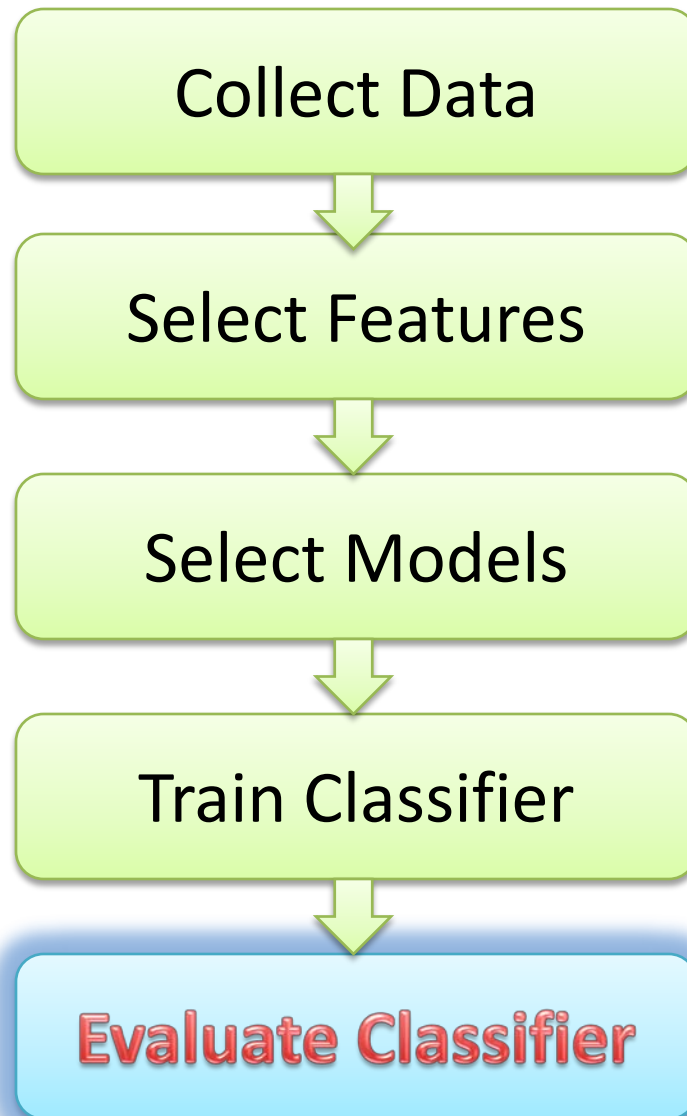 Collect Data
Select Features
Select Models
Train Classifier
Evaluate Classifier